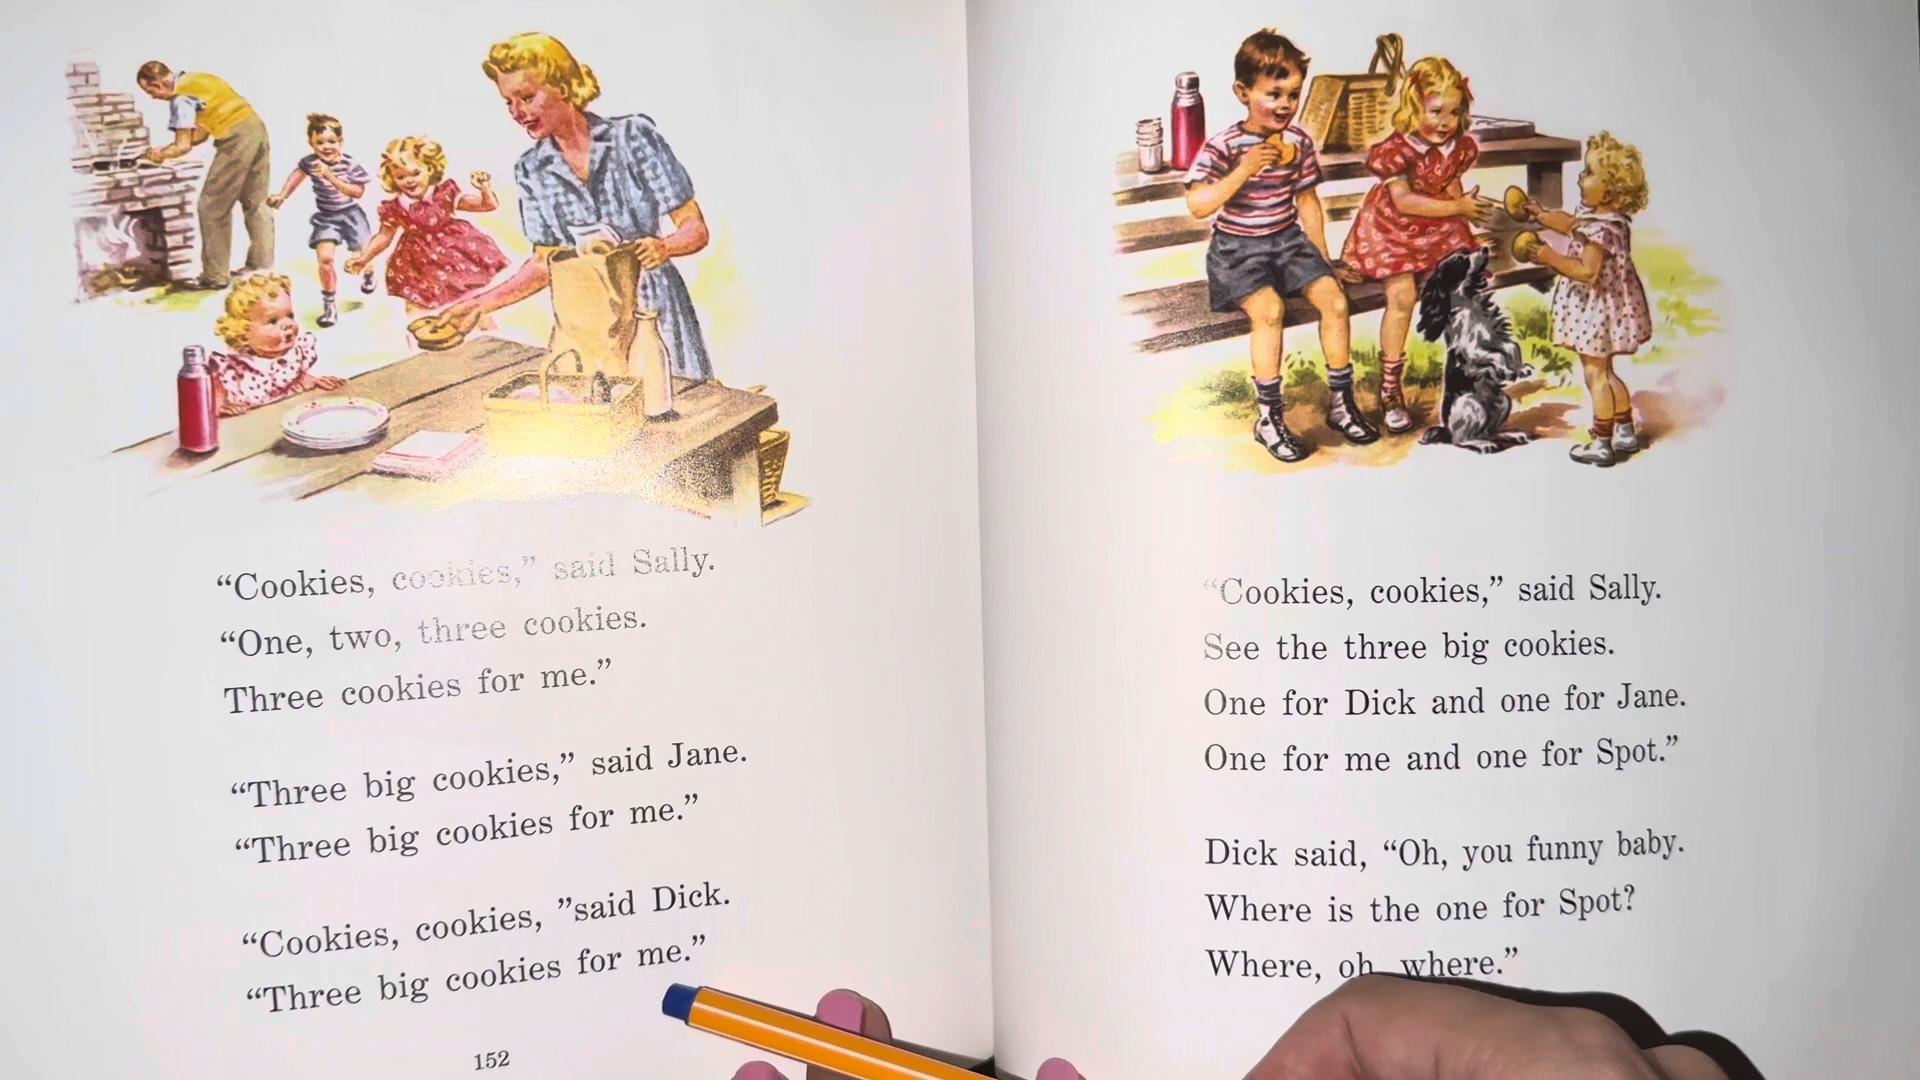 “Cookies, cookies,” said Sally.
“One, two, three cookies.
Three cookies for me.”
“Three big cookies,” said Jane.
“Three big cookies for me.”
“Cookies, cookies, ”said Dick.
“Three big cookies for me.”
152
“Cookies, cookies,” said Sally.
See the three big cookies.
One for Dick and one for Jane.
One for me and one for Spot.”
Dick said, “Oh, you funny baby.
Where is the one for Spot?
Where, oh where.”